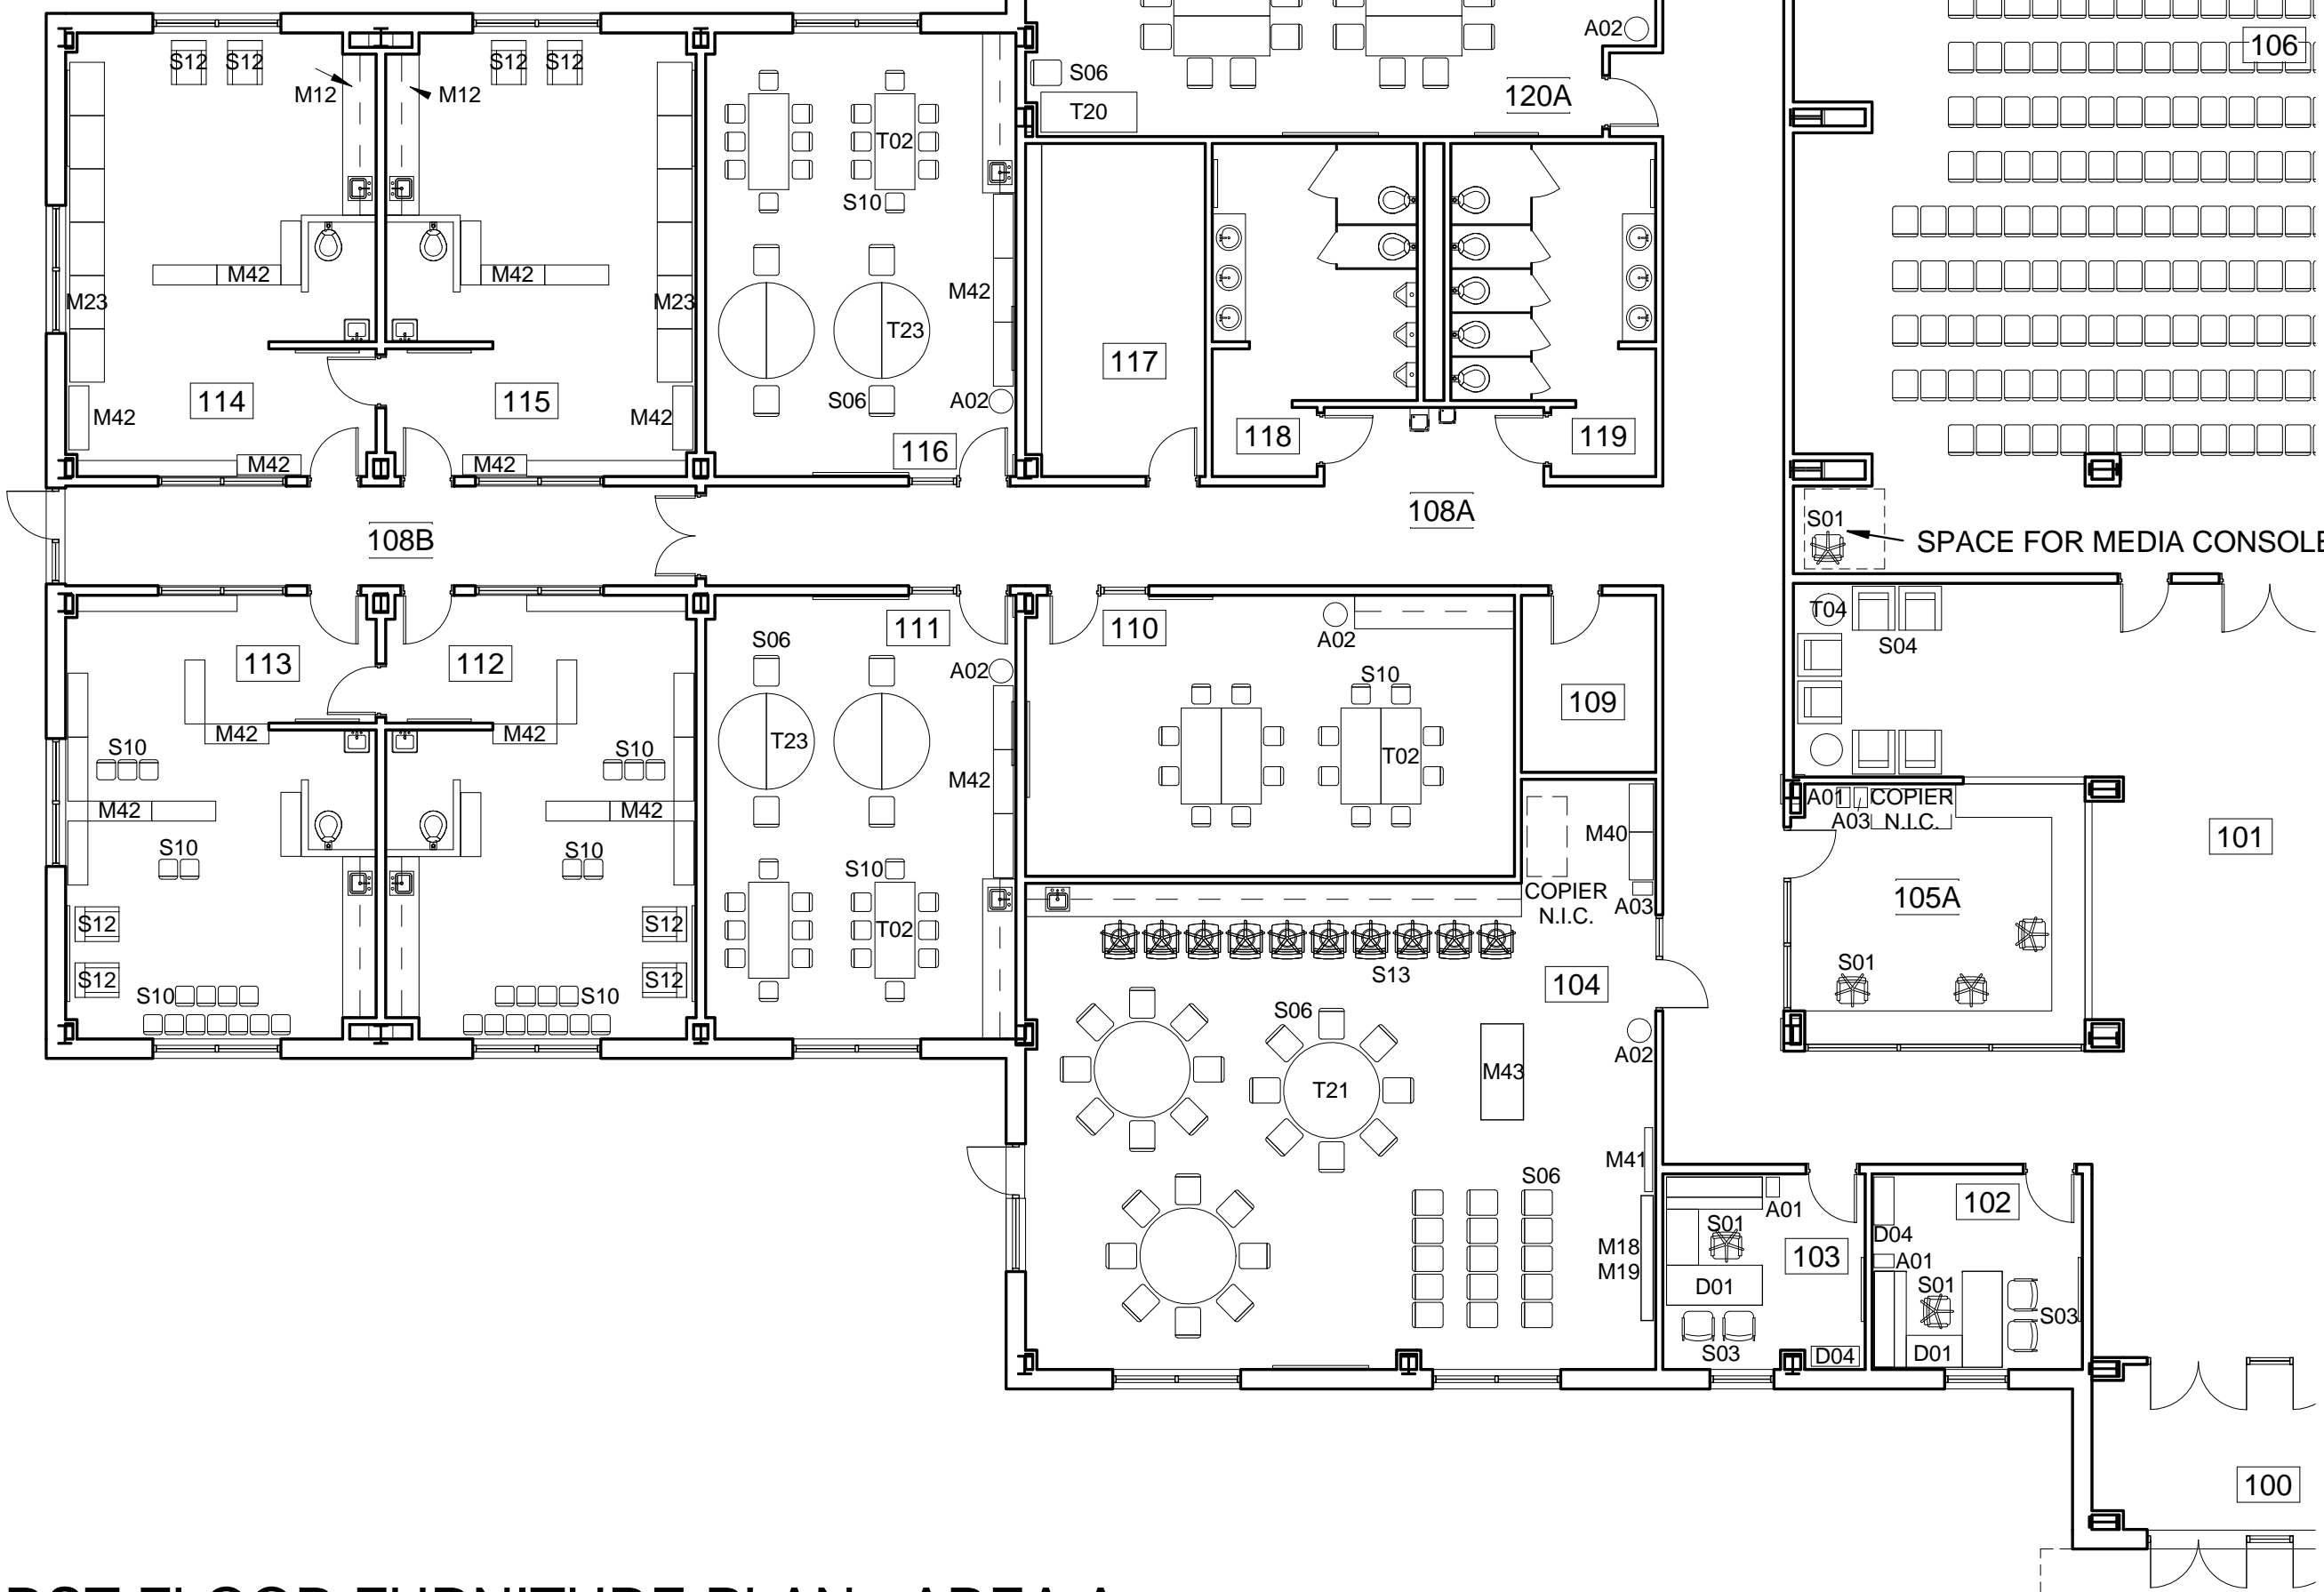 A02
106
S12 S12
S12 S12
M12
M12
S06
T20
120A
T02
S10
M42
M42
M23
M23
M42
T23
S06
A02
117
114
115
M42
M42
116
118
119
M42
M42
108B
108A
S01
SPACE FOR MEDIA CONSOLE
T04
S04
113
112
S06
111
A02
110
A02
S10
109
M42
M42
S10
S10
T23
T02
M42
M42
M42
S10
S10
S10
M40
COPIER
N.I.C.
A03
A01
COPIER
N.I.C.
A03
101
105A
S12
S12
T02
S12
S12
S10
S10
S13
104
S01
S06
T21
M43
A02
M41
S06
M18
M19
A01
S01
103
D01
S03
D04
102
D04
A01
S01
S03
D01
100
FURNITURE PLAN